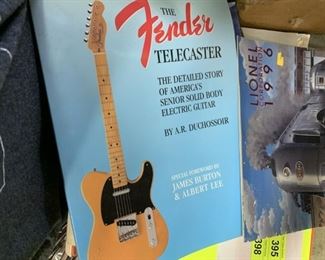 THE
Fender
TELECASTER
THE DETAILED STORY
OF AMERICA'S
SENIOR SOLID BODY
ELECTRIC GUITAR
BY A.R. DUCHOSSOIR
SPECIAL FOREWORD BY
JAMES BURTON
& ALBERT LEE
LIONEL
CORPORATION
1996
395
398